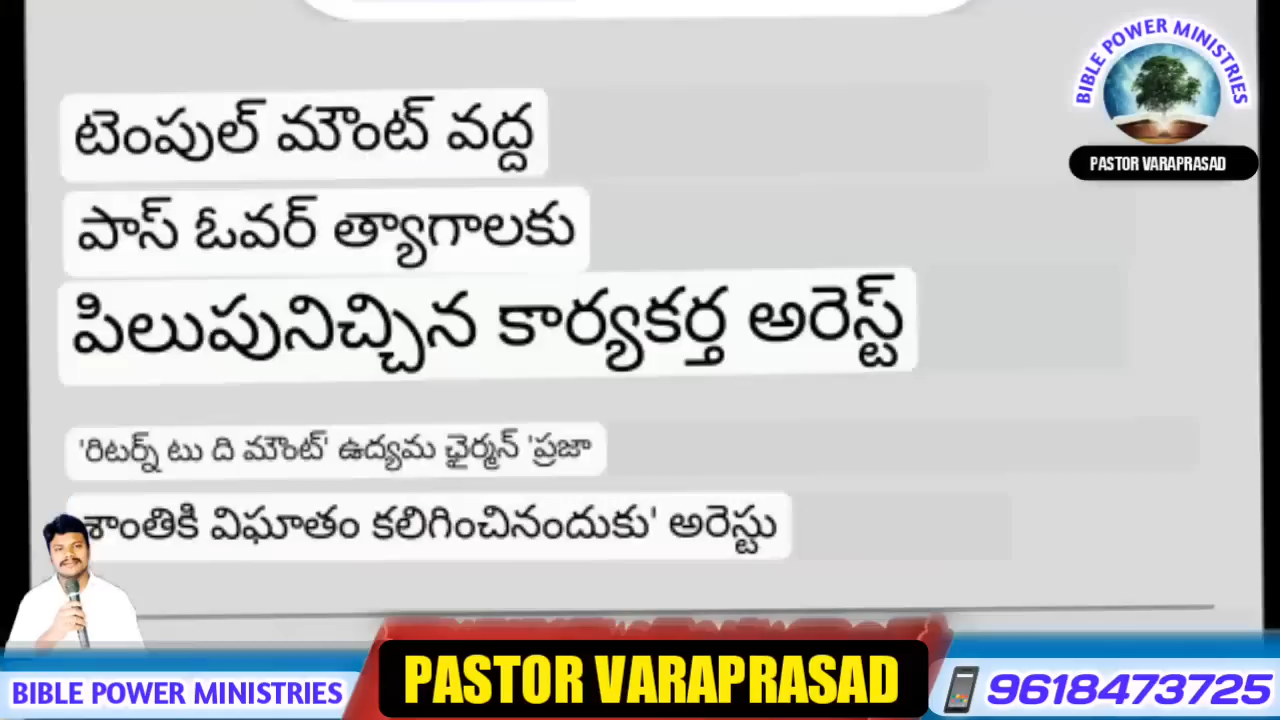 BIBLE POWER MINISTRIES
PASTOR VARAPRASAD
టెంపుల్ మౌంట్ వద్ద
పాస్ ఓవర్ త్యాగాలకు
పిలుపునిచ్చిన కార్యకర్త అరెస్ట్
'రిటర్న్ టు ది మౌంట్' ఉద్యమ ఛైర్మన్ 'ప్రజా
శాంతికి విఘాతం కలిగించినందుకు' అరెస్టు
PASTOR VARAPRASAD
BIBLE POWER MINISTRIES
9618473725